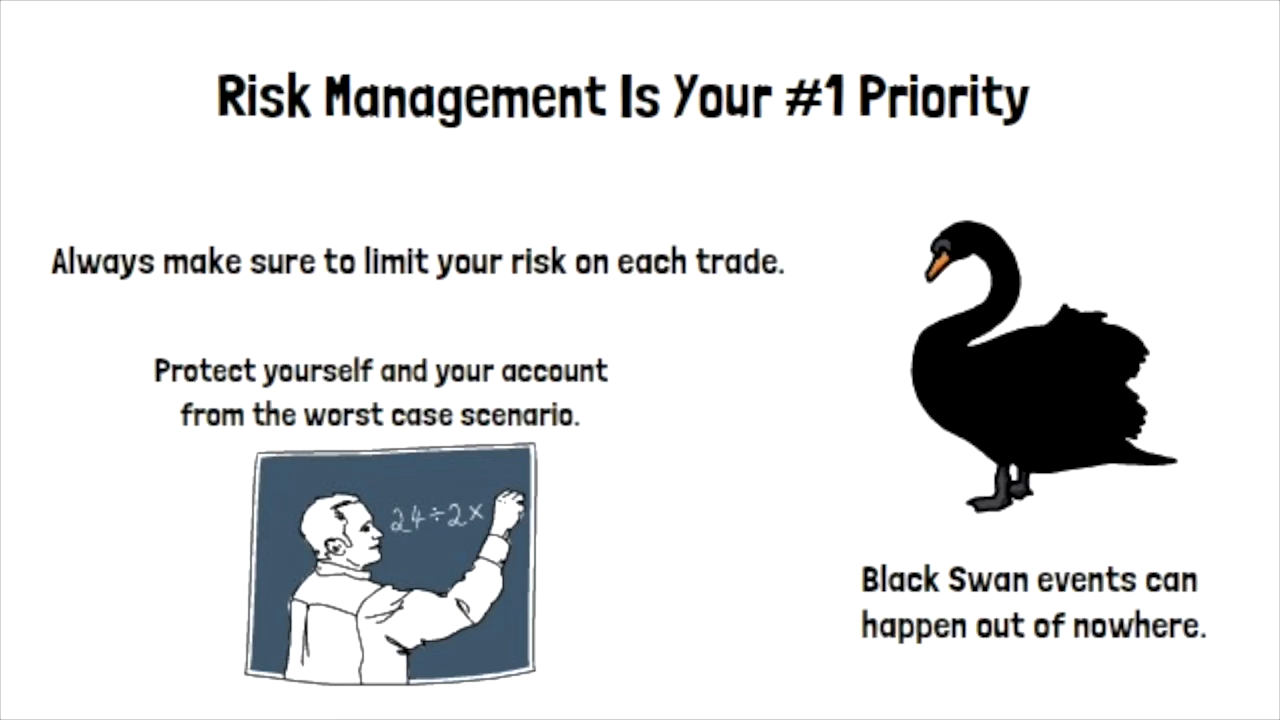 Risk Management Is Your #1 Priority
Always make sure to limit your risk on each trade.
Protect yourself and your account
from the worst case scenario.
24÷2×
Black Swan events can
happen out of nowhere.